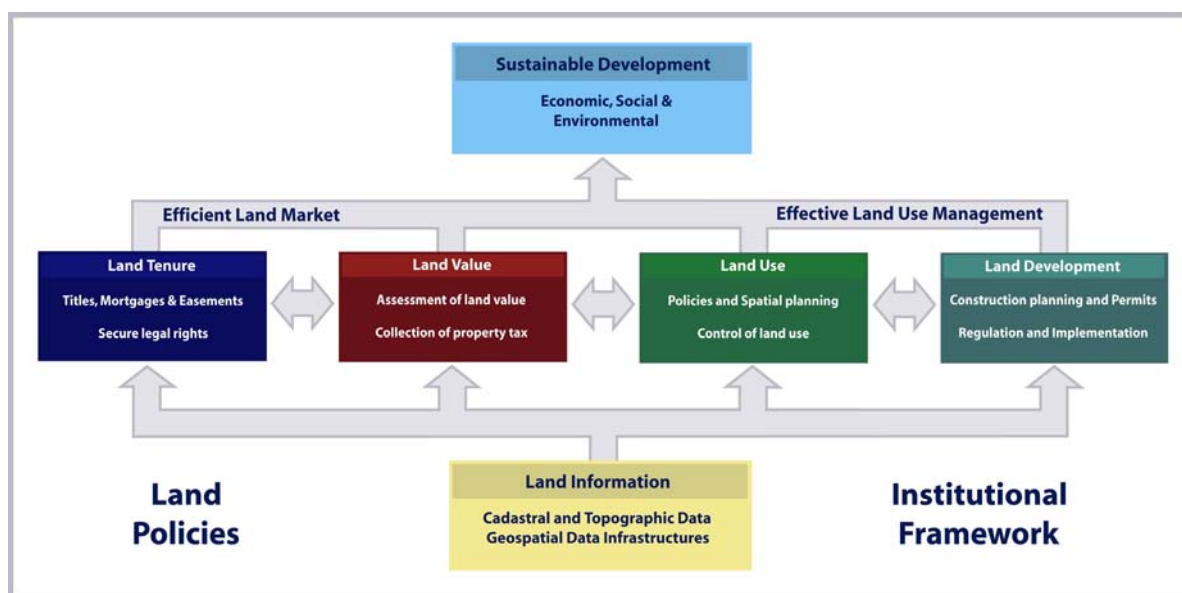 Sustainable Development
Economic, Social &
Environmental
Efficient Land Market
Effective Land Use Management
Land Tenure
Titles, Mortgages & Easements
Secure legal rights
Land Value
Assessment of land value
Collection of property tax
Land Use
Policies and Spatial planning
Control of land use
Land Development
Construction planning and Permits
Regulation and Implementation
Land
Policies
Land Information
Cadastral and Topographic Data
Geospatial Data Infrastructures
Institutional
Framework